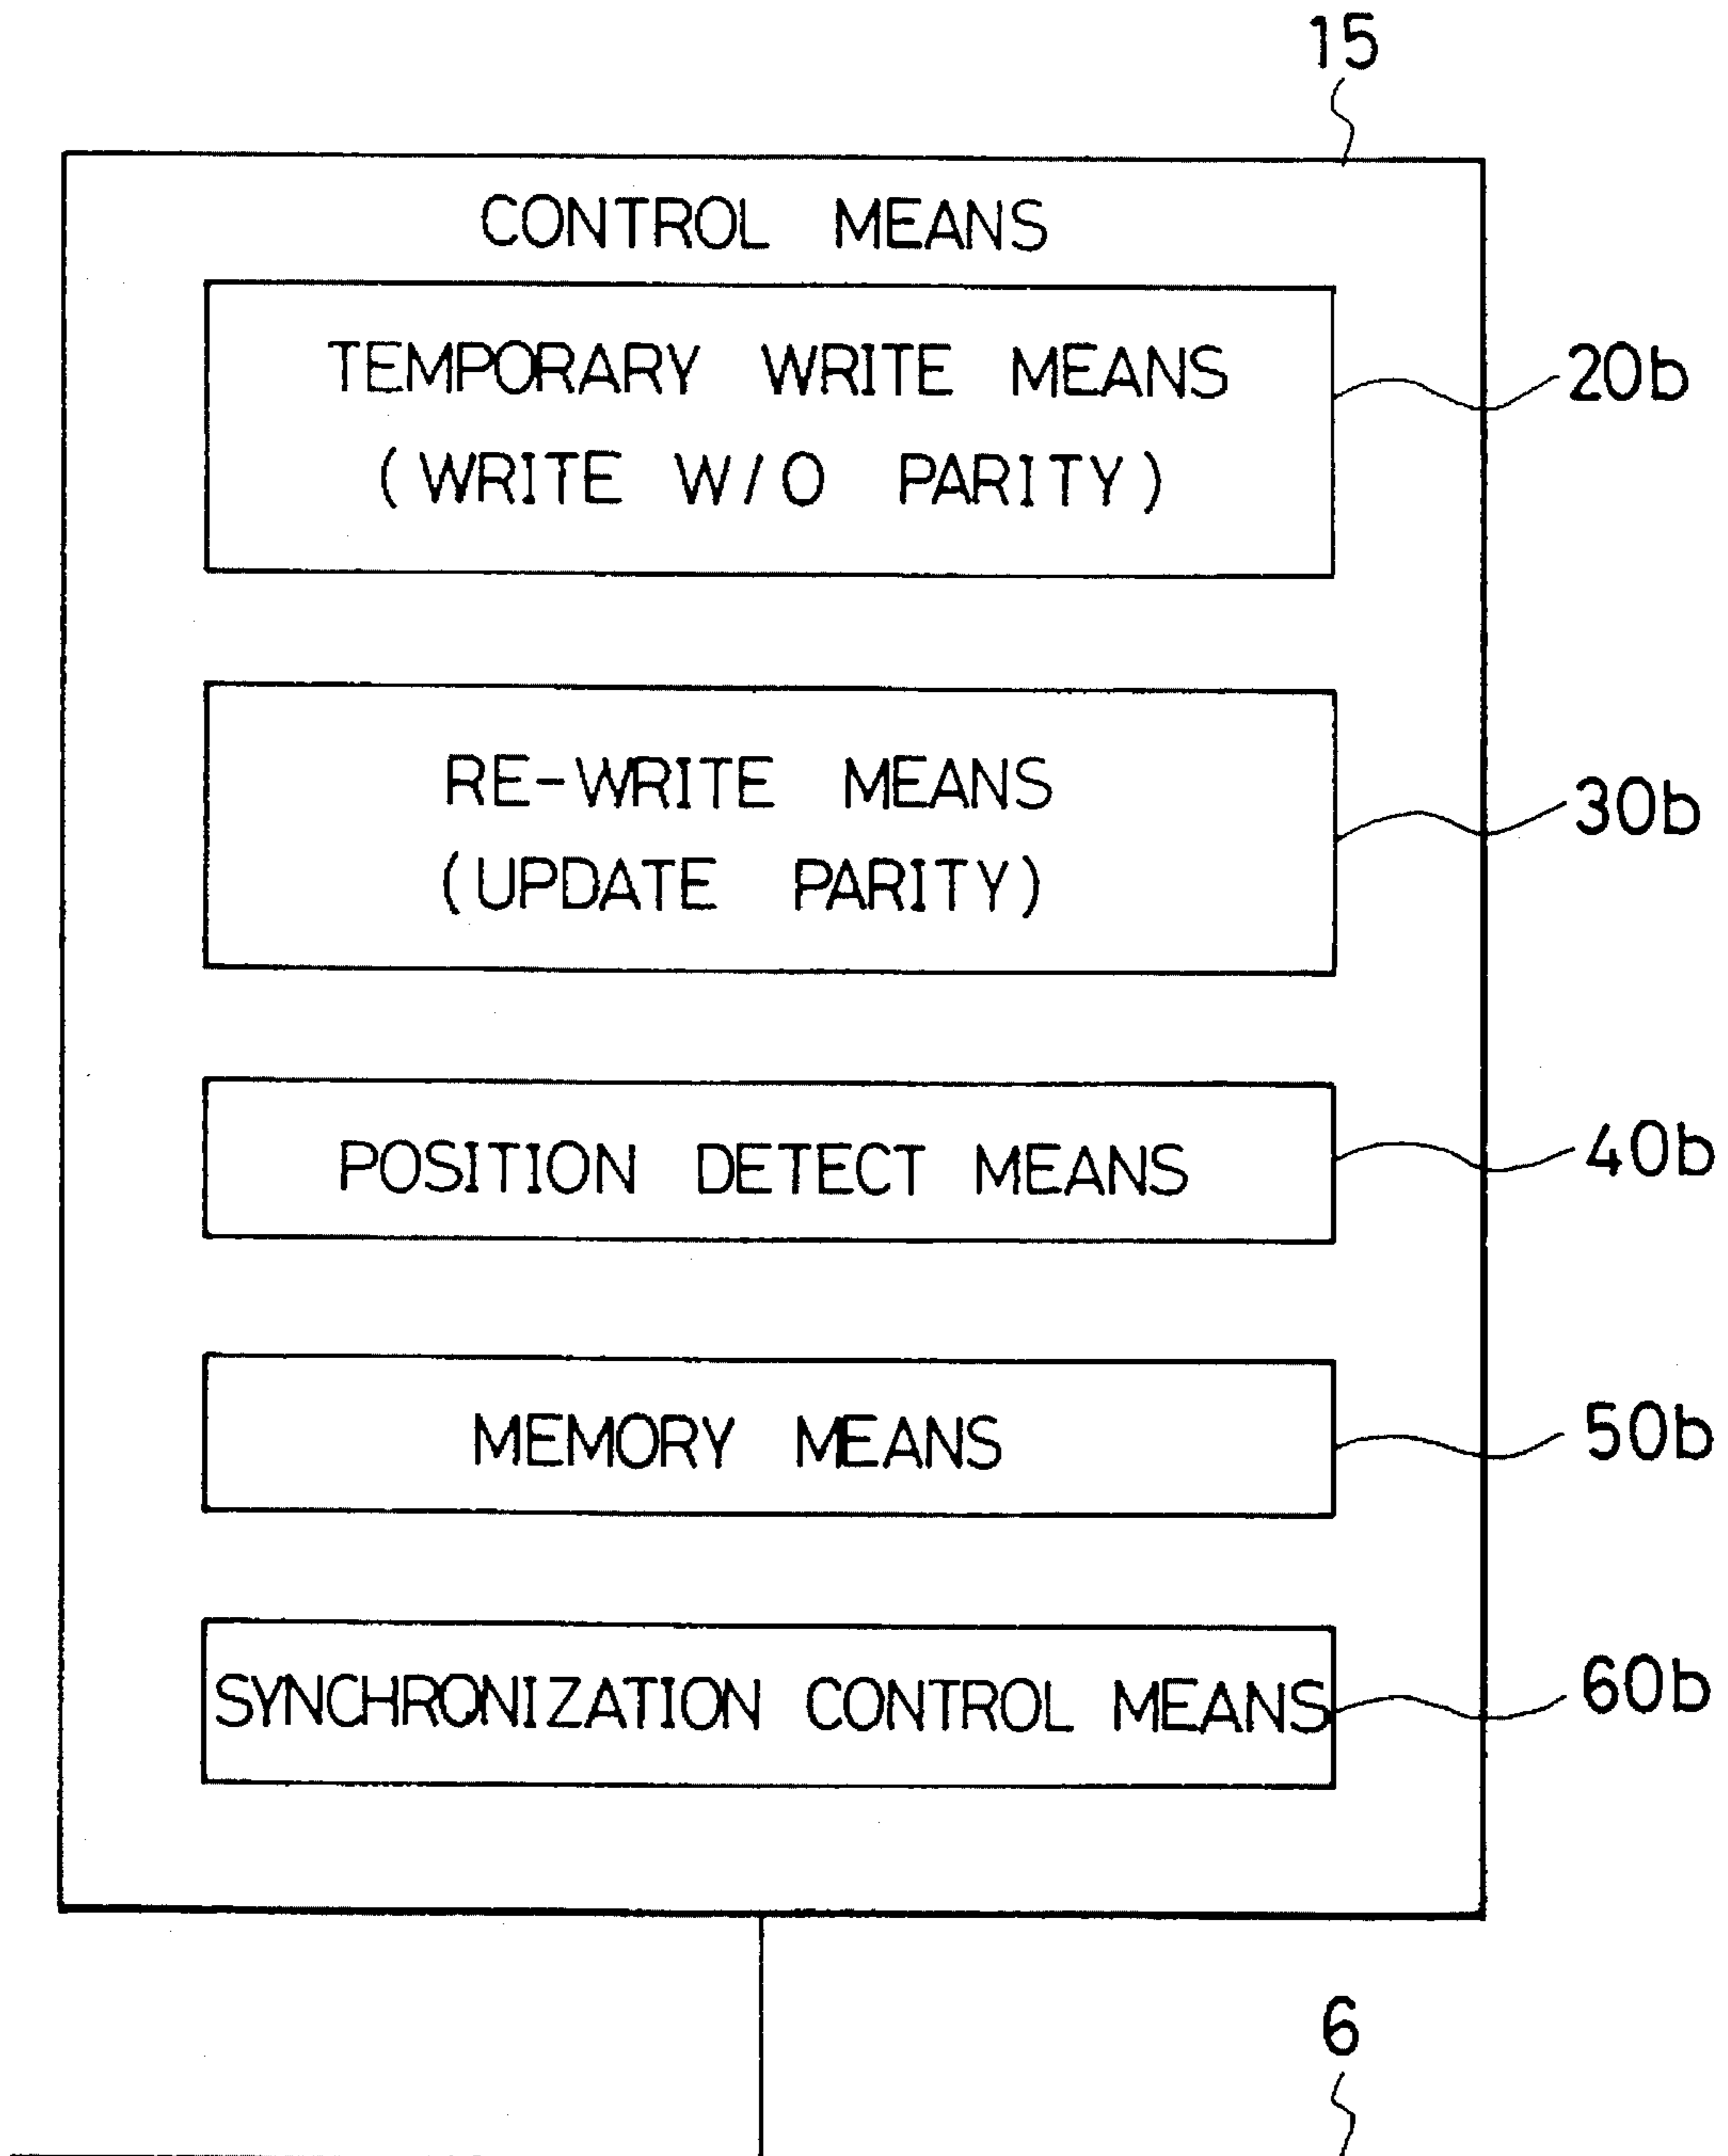 15
CONTROL MEANS
TEMPORARY WRITE MEANS
(WRITE W/O PARITY)
20b
RE-WRITE MEANS
(UPDATE PARITY)
30b
POSITION DETECT MEANS
40b
MEMORY MEANS
50b
SYNCHRONIZATION CONTROL MEANS
60b
6